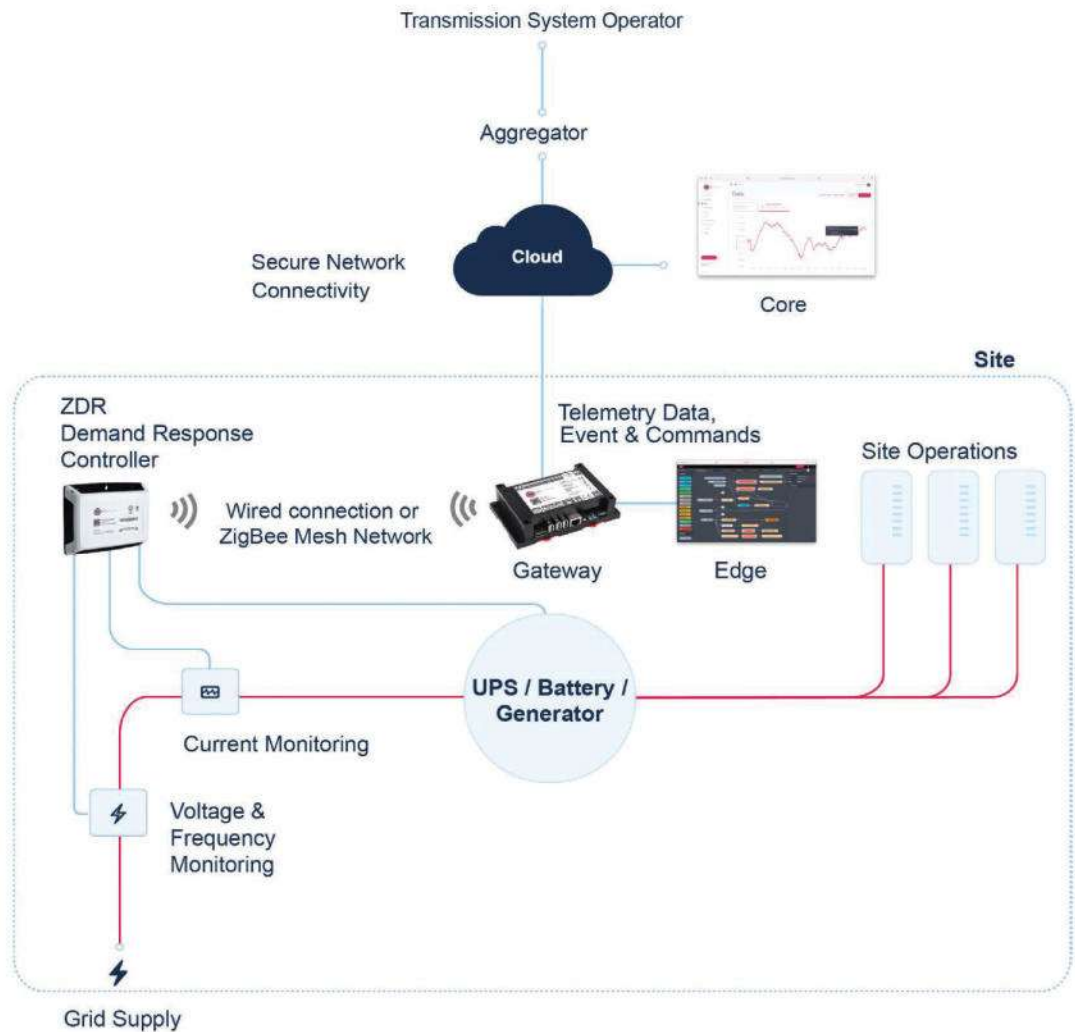 Transmission System Operator
Aggregator
Cloud
Secure Network
Connectivity
Core
Site
ZDR
Demand Response
Controller
Telemetry Data,
Event & Commands
Site Operations
Wired connection or
ZigBee Mesh Network
Gateway
Edge
UPS / Battery /
Generator
Current Monitoring
Voltage &
Frequency
Monitoring
Grid Supply